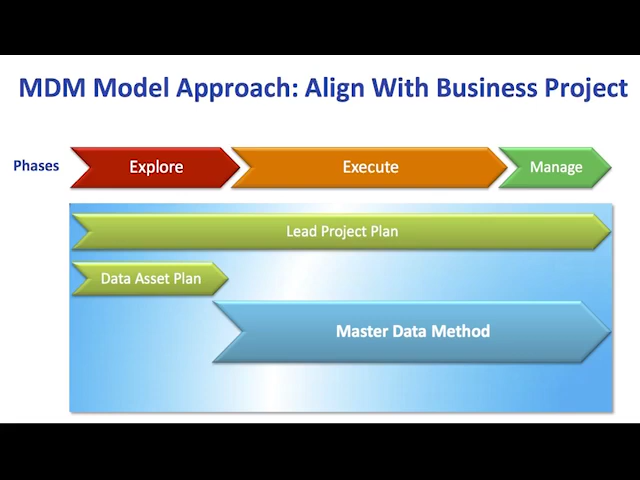 MDM Model Approach: Align With Business Project
Phases Explore Execute Manage
Lead Project Plan
Data Asset Plan
Master Data Method